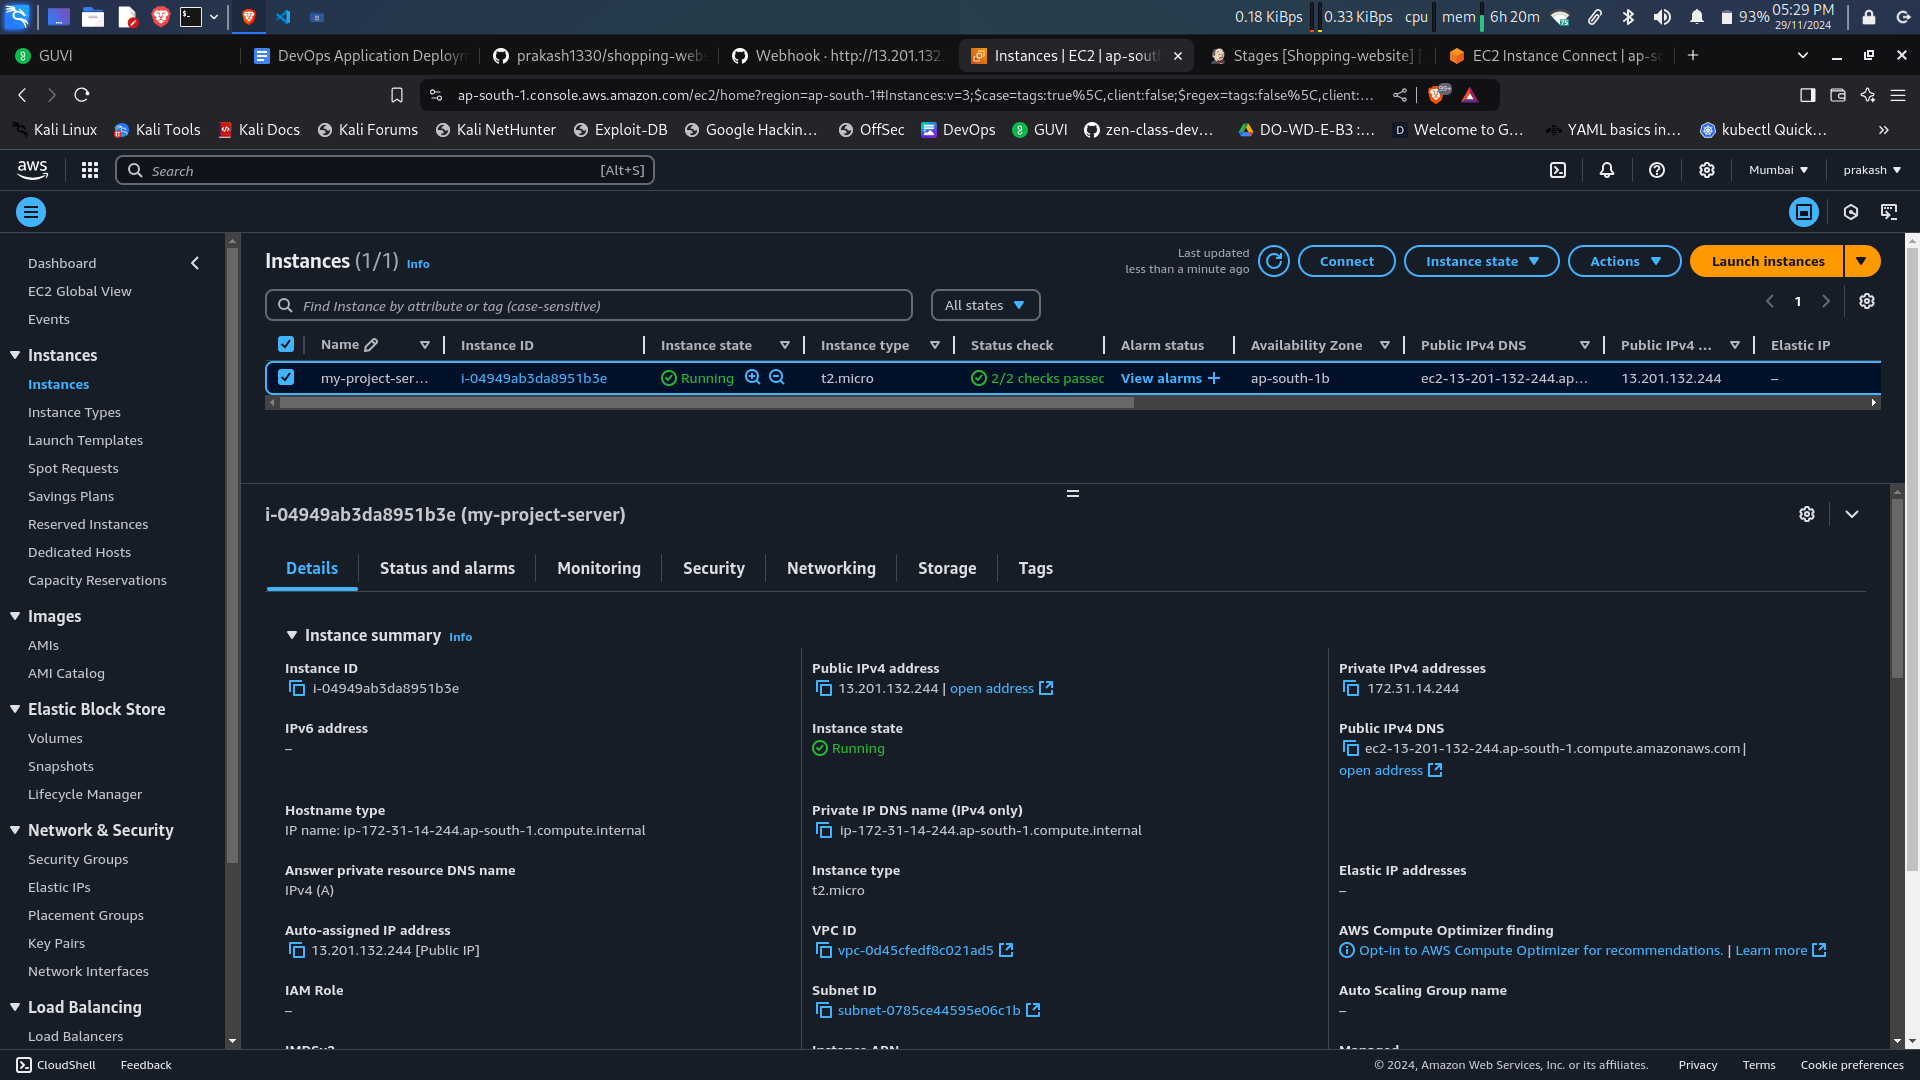 0.18 KiBps 0.33 KiBps cpu mem 6h 20m 93% 05:29 PM
29/11/2024
GUVI
DevOps Application Deploym
prakash1330/shopping-webs
Webhook · http://13.201.132.
Instances | EC2 | ap-south
Stages [Shopping-website] [
EC2 Instance Connect | ap-so
ap-south-1.console.aws.amazon.com/ec2/home?region=ap-south-1#Instances:v=3;$case=tags:true%5C,client:false;$regex=tags:false%5C,client:...
99+
Kali Linux Kali Tools Kali Docs Kali Forums Kali NetHunter Exploit-DB Google Hackin... OffSec DevOps GUVI zen-class-dev... DO-WD-E-B3 :... Welcome to G... YAML basics in... kubectl Quick... »
aws Search [Alt+S] Mumbai prakash
Dashboard
EC2 Global View
Events
Instances
Instances
Instance Types
Launch Templates
Spot Requests
Savings Plans
Reserved Instances
Dedicated Hosts
Capacity Reservations
Images
AMIs
AMI Catalog
Elastic Block Store
Volumes
Snapshots
Lifecycle Manager
Network & Security
Security Groups
Elastic IPs
Placement Groups
Key Pairs
Network Interfaces
Load Balancing
Load Balancers
Instances (1/1) Info
Last updated
less than a minute ago
Connect Instance state Actions Launch instances
Find Instance by attribute or tag (case-sensitive) All states 1
Name Instance ID Instance state Instance type Status check Alarm status Availability Zone Public IPv4 DNS Public IPv4 ... Elastic IP
my-project-ser... i-04949ab3da8951b3e Running t2.micro 2/2 checks passec View alarms + ap-south-1b ec2-13-201-132-244.ap... 13.201.132.244 –
i-04949ab3da8951b3e (my-project-server)
Details Status and alarms Monitoring Security Networking Storage Tags
Instance summary Info
Instance ID
i-04949ab3da8951b3e
Public IPv4 address
13.201.132.244 | open address
Private IPv4 addresses
172.31.14.244
IPv6 address
–
Instance state
Running
Public IPv4 DNS
ec2-13-201-132-244.ap-south-1.compute.amazonaws.com |
open address
Hostname type
IP name: ip-172-31-14-244.ap-south-1.compute.internal
Private IP DNS name (IPv4 only)
ip-172-31-14-244.ap-south-1.compute.internal
Answer private resource DNS name
IPv4 (A)
Instance type
t2.micro
Elastic IP addresses
–
Auto-assigned IP address
13.201.132.244 [Public IP]
VPC ID
vpc-0d45cfedf8c021ad5
AWS Compute Optimizer finding
Opt-in to AWS Compute Optimizer for recommendations. | Learn more
IAM Role
–
Subnet ID
subnet-0785ce44595e06c1b
Auto Scaling Group name
–
IMDSv2 Instance ARN Managed
CloudShell Feedback © 2024, Amazon Web Services, Inc. or its affiliates. Privacy Terms Cookie preferences